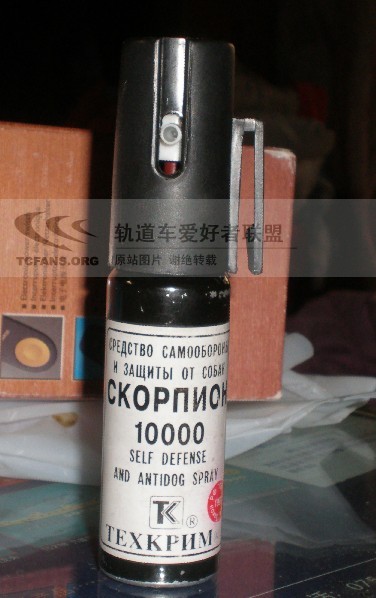 轨道车爱好者联盟
TCFANS.ORG
原站图片 谢绝转载
СРЕДСТВО САМООБОРОНЫ
И ЗАЩИТЫ ОТ СОБАК
СКОРПИОН
10000
SELF DEFENSE
AND ANTIDOG SPRAY
TK ®
ТЕХКРИМ